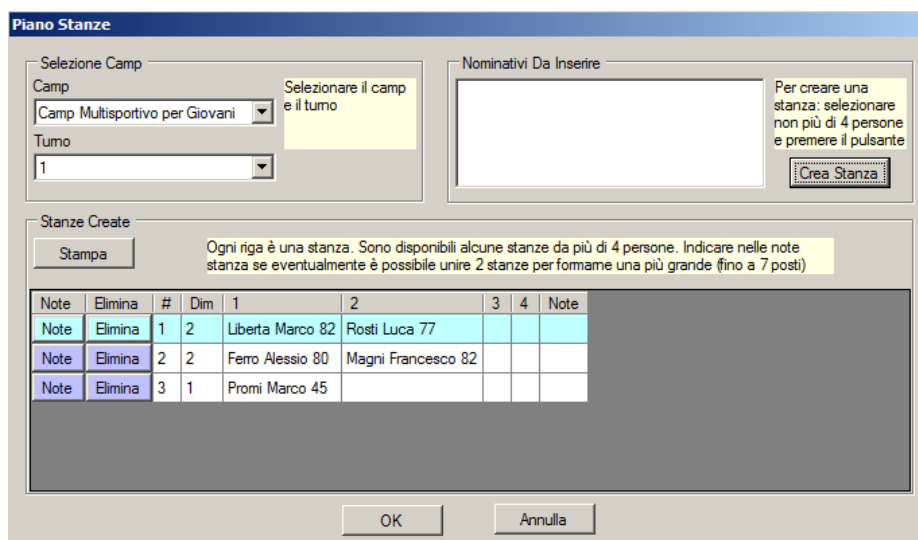 Piano Stanze
Selezione Camp
Camp
Camp Multisportivo per Giovani
Turno
1
Selezionare il camp
e il turno
Nominativi Da Inserire
Per creare una
stanza: selezionare
non più di 4 persone
e premere il pulsante
Crea Stanza
Stanze Create
Stampa
Ogni riga è una stanza. Sono disponibili alcune stanze da più di 4 persone. Indicare nelle note
stanza se eventualmente è possibile unire 2 stanze per formarne una più grande (fino a 7 posti)
Note Elimina # Dim 1 2 3 4 Note
Note Elimina 1 2 Liberta Marco 82 Rosti Luca 77
Note Elimina 2 2 Ferro Alessio 80 Magni Francesco 82
Note Elimina 3 1 Promi Marco 45
OK Annulla